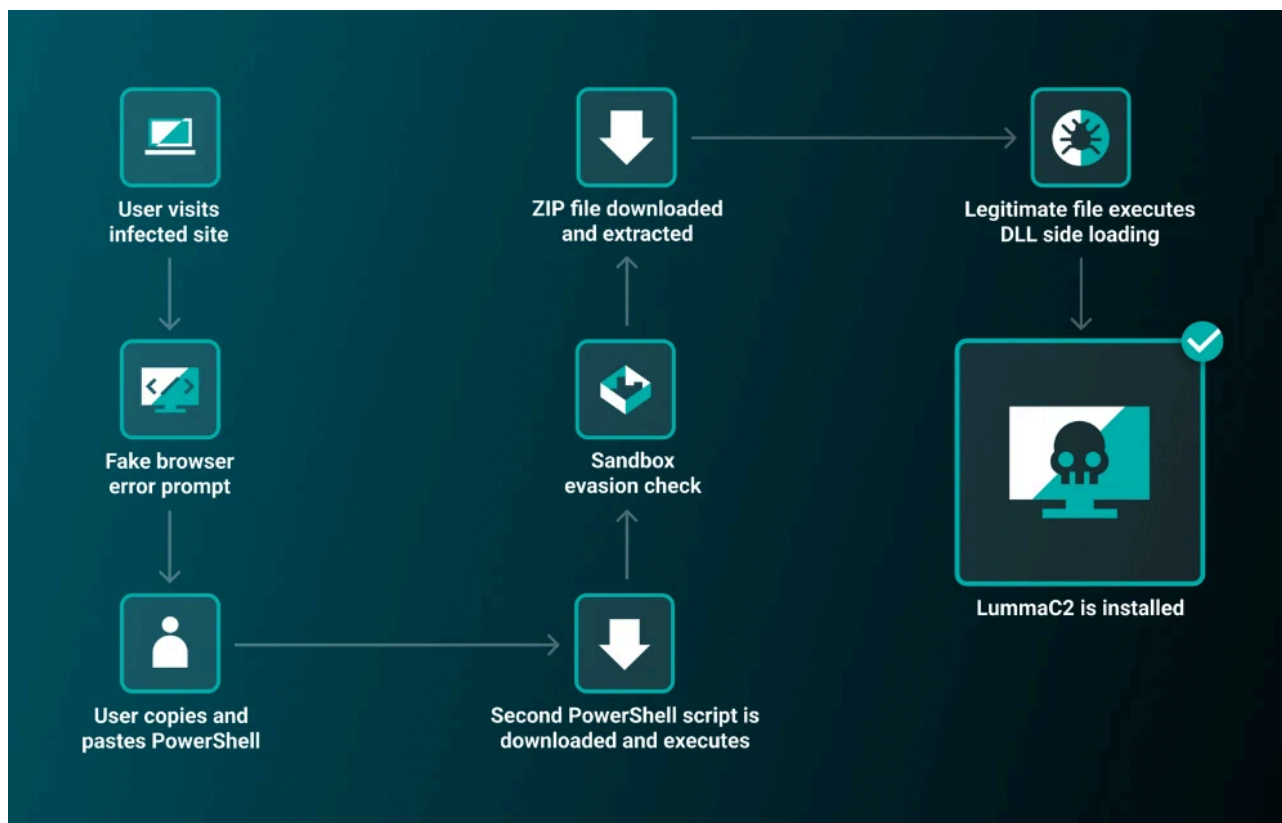 User visits
infected site
Fake browser
error prompt
User copies and
pastes PowerShell
Second PowerShell script is
downloaded and executes
Sandbox
evasion check
ZIP file downloaded
and extracted
Legitimate file executes
DLL side loading
LummaC2 is installed